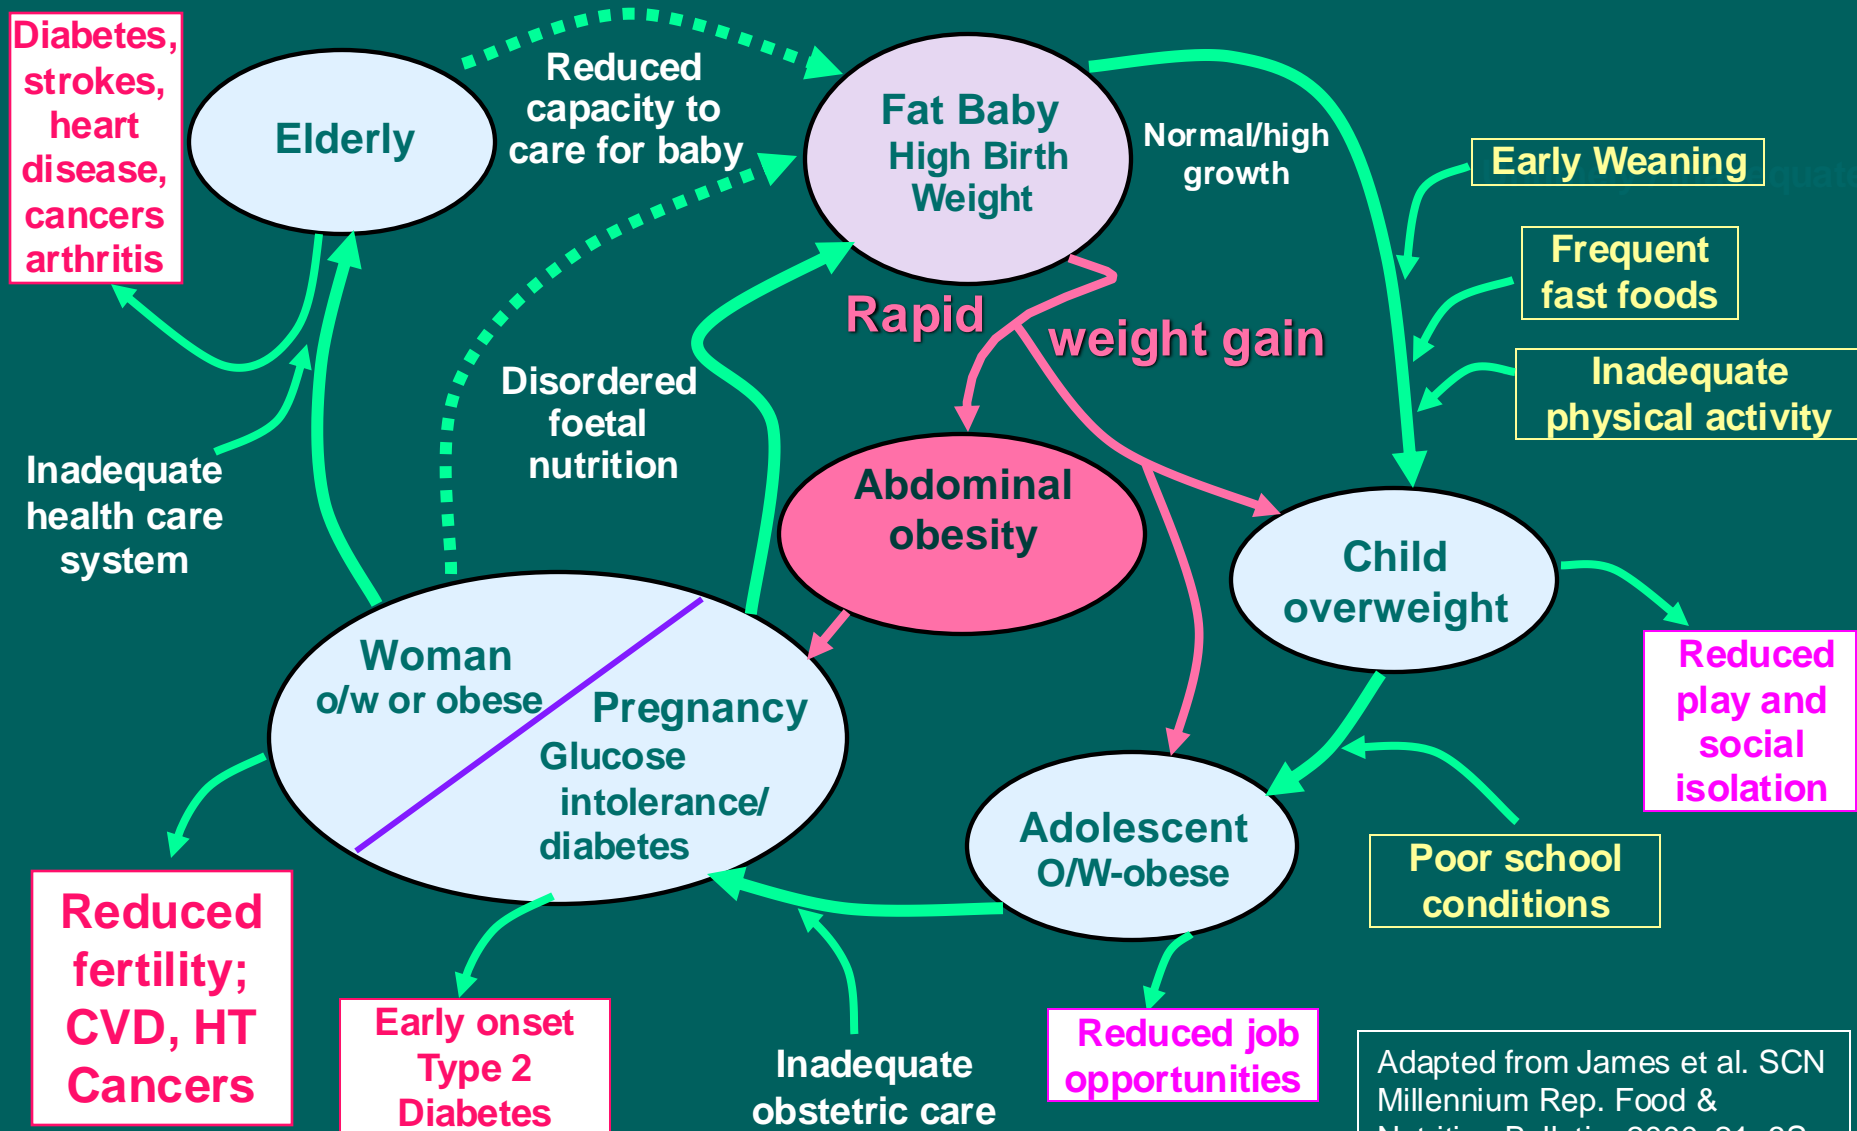 Diabetes,
strokes,
heart
disease,
cancers
arthritis
Elderly
Reduced
capacity to
care for baby
Fat Baby
High Birth
Weight
Normal/high
growth
Early Weaning
Frequent
fast foods
Inadequate
physical activity
Rapid
weight gain
Disordered
foetal
nutrition
Inadequate
health care
system
Abdominal
obesity
Child
overweight
Reduced
play and
social
isolation
Woman
o/w or obese
Pregnancy
Glucose
intolerance/
diabetes
Adolescent
O/W-obese
Poor school
conditions
Reduced
fertility;
CVD, HT
Cancers
Early onset
Type 2
Diabetes
Inadequate
obstetric care
Reduced job
opportunities
Adapted from James et al. SCN
Millennium Rep. Food &